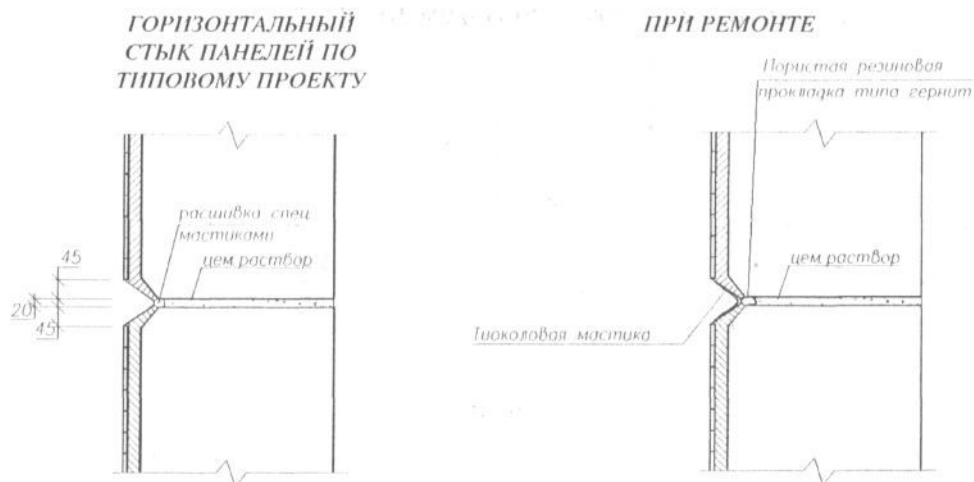 ГОРИЗОНТАЛЬНЫЙ
СТЫК ПАНЕЛЕЙ ПО
ТИПОВОМУ ПРОЕКТУ
расшивка спец
мастиками
цем.раствор
45
20
45
ПРИ РЕМОНТЕ
Пористая резиновая
прокладка типа гернит
цем.раствор
Тиоколовая мастика